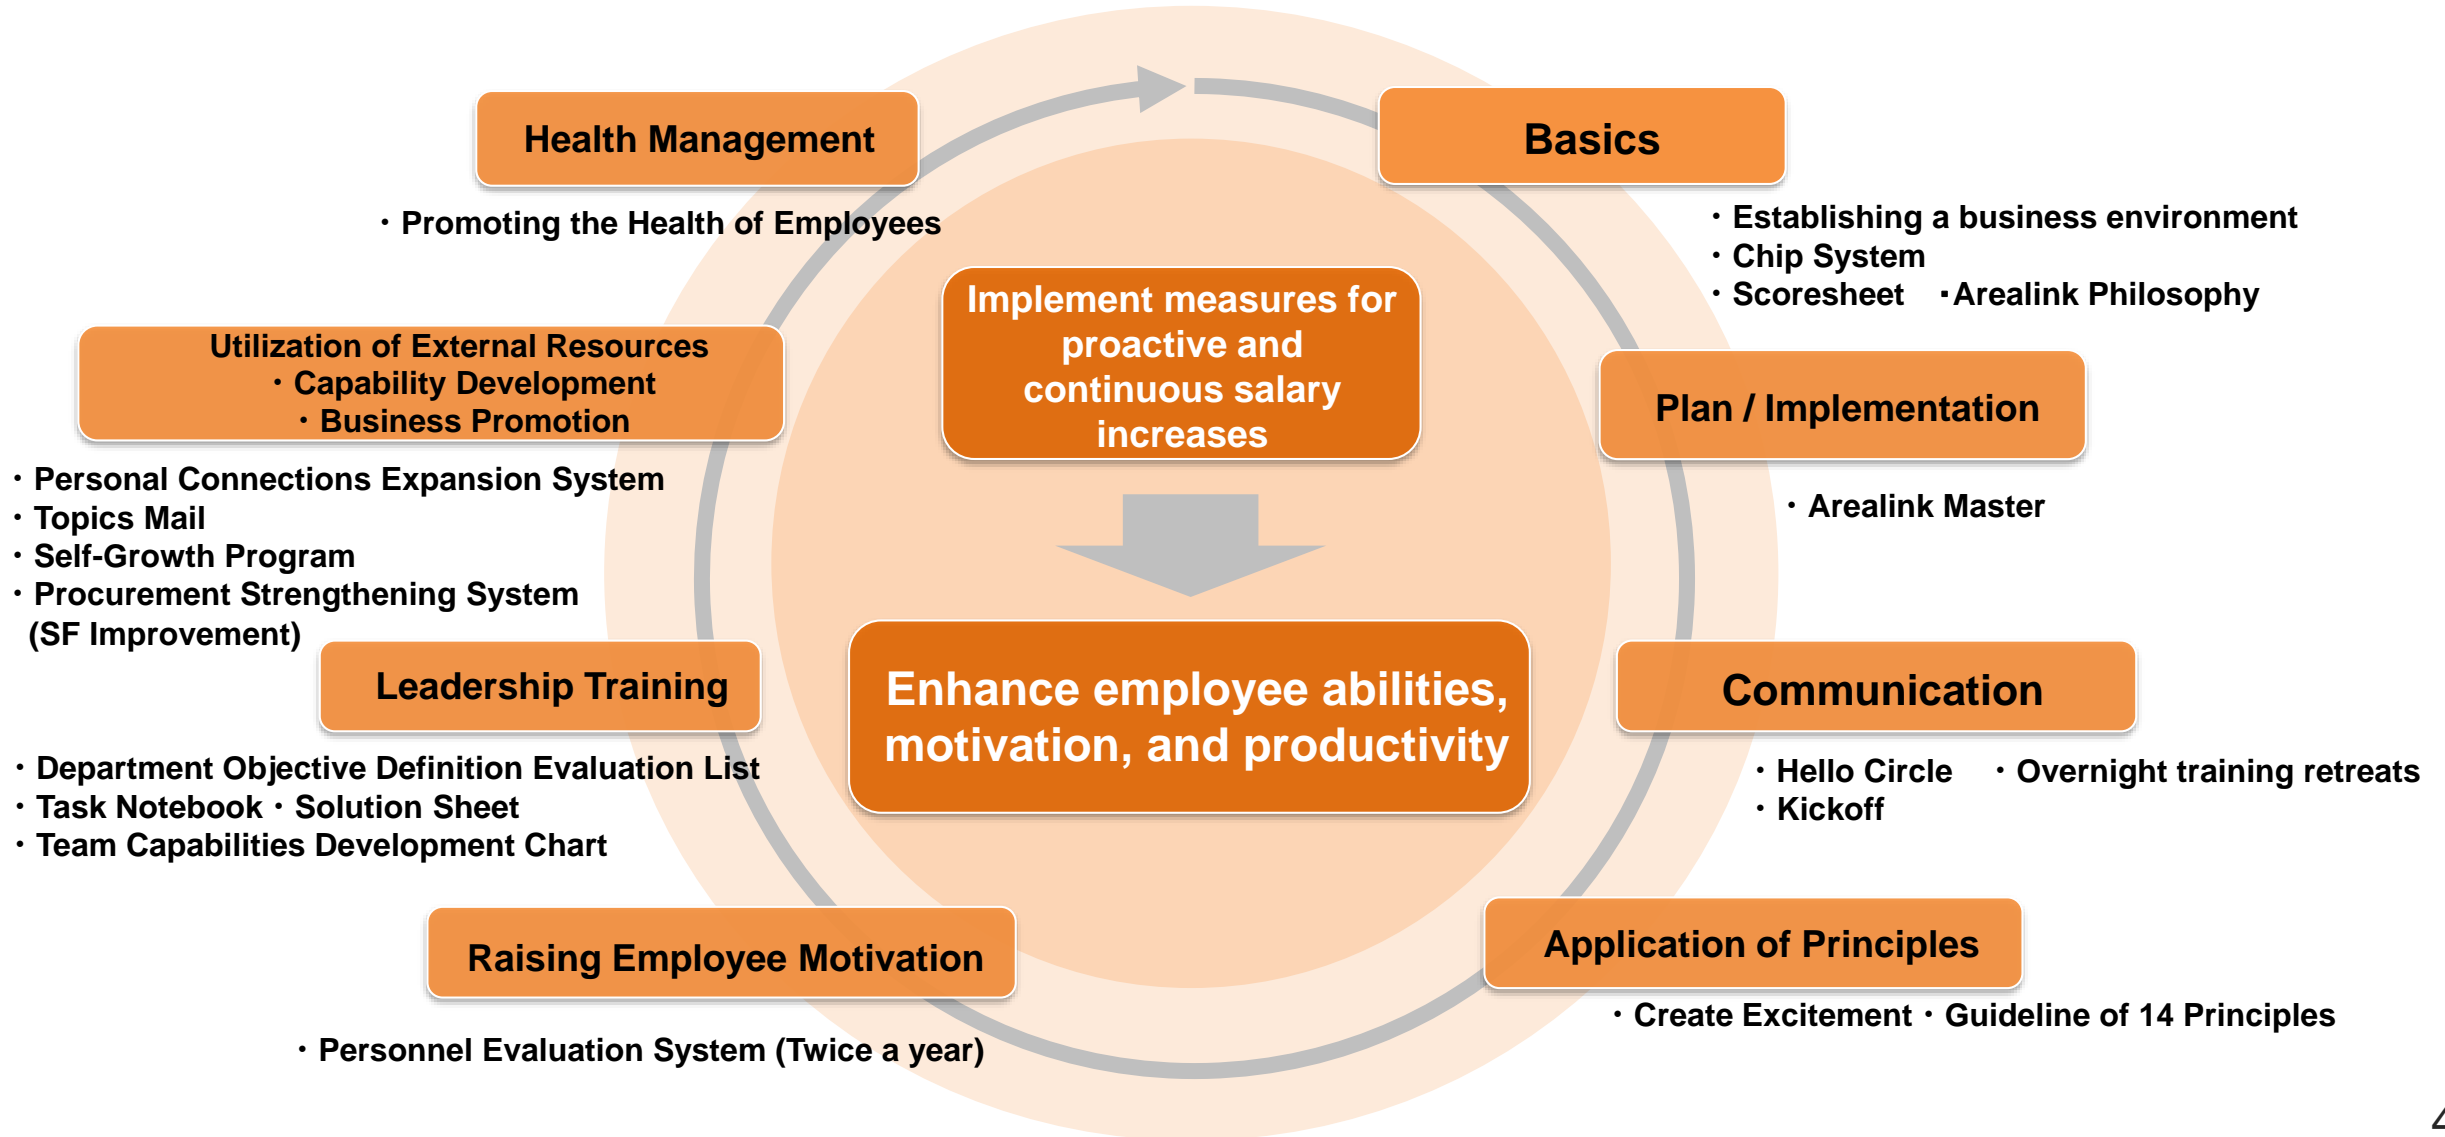 Health Management
・Promoting the Health of Employees
Basics
・Establishing a business environment
・Chip System
・Scoresheet ・Arealink Philosophy
Implement measures for
proactive and
continuous salary
increases
Utilization of External Resources
・Capability Development
・Business Promotion
・Personal Connections Expansion System
・Topics Mail
・Self-Growth Program
・Procurement Strengthening System
(SF Improvement)
Plan / Implementation
・Arealink Master
Enhance employee abilities,
motivation, and productivity
Leadership Training
・Department Objective Definition Evaluation List
・Task Notebook・Solution Sheet
・Team Capabilities Development Chart
Communication
・Hello Circle ・Overnight training retreats
・Kickoff
Raising Employee Motivation
・Personnel Evaluation System (Twice a year)
Application of Principles
・Create Excitement・Guideline of 14 Principles